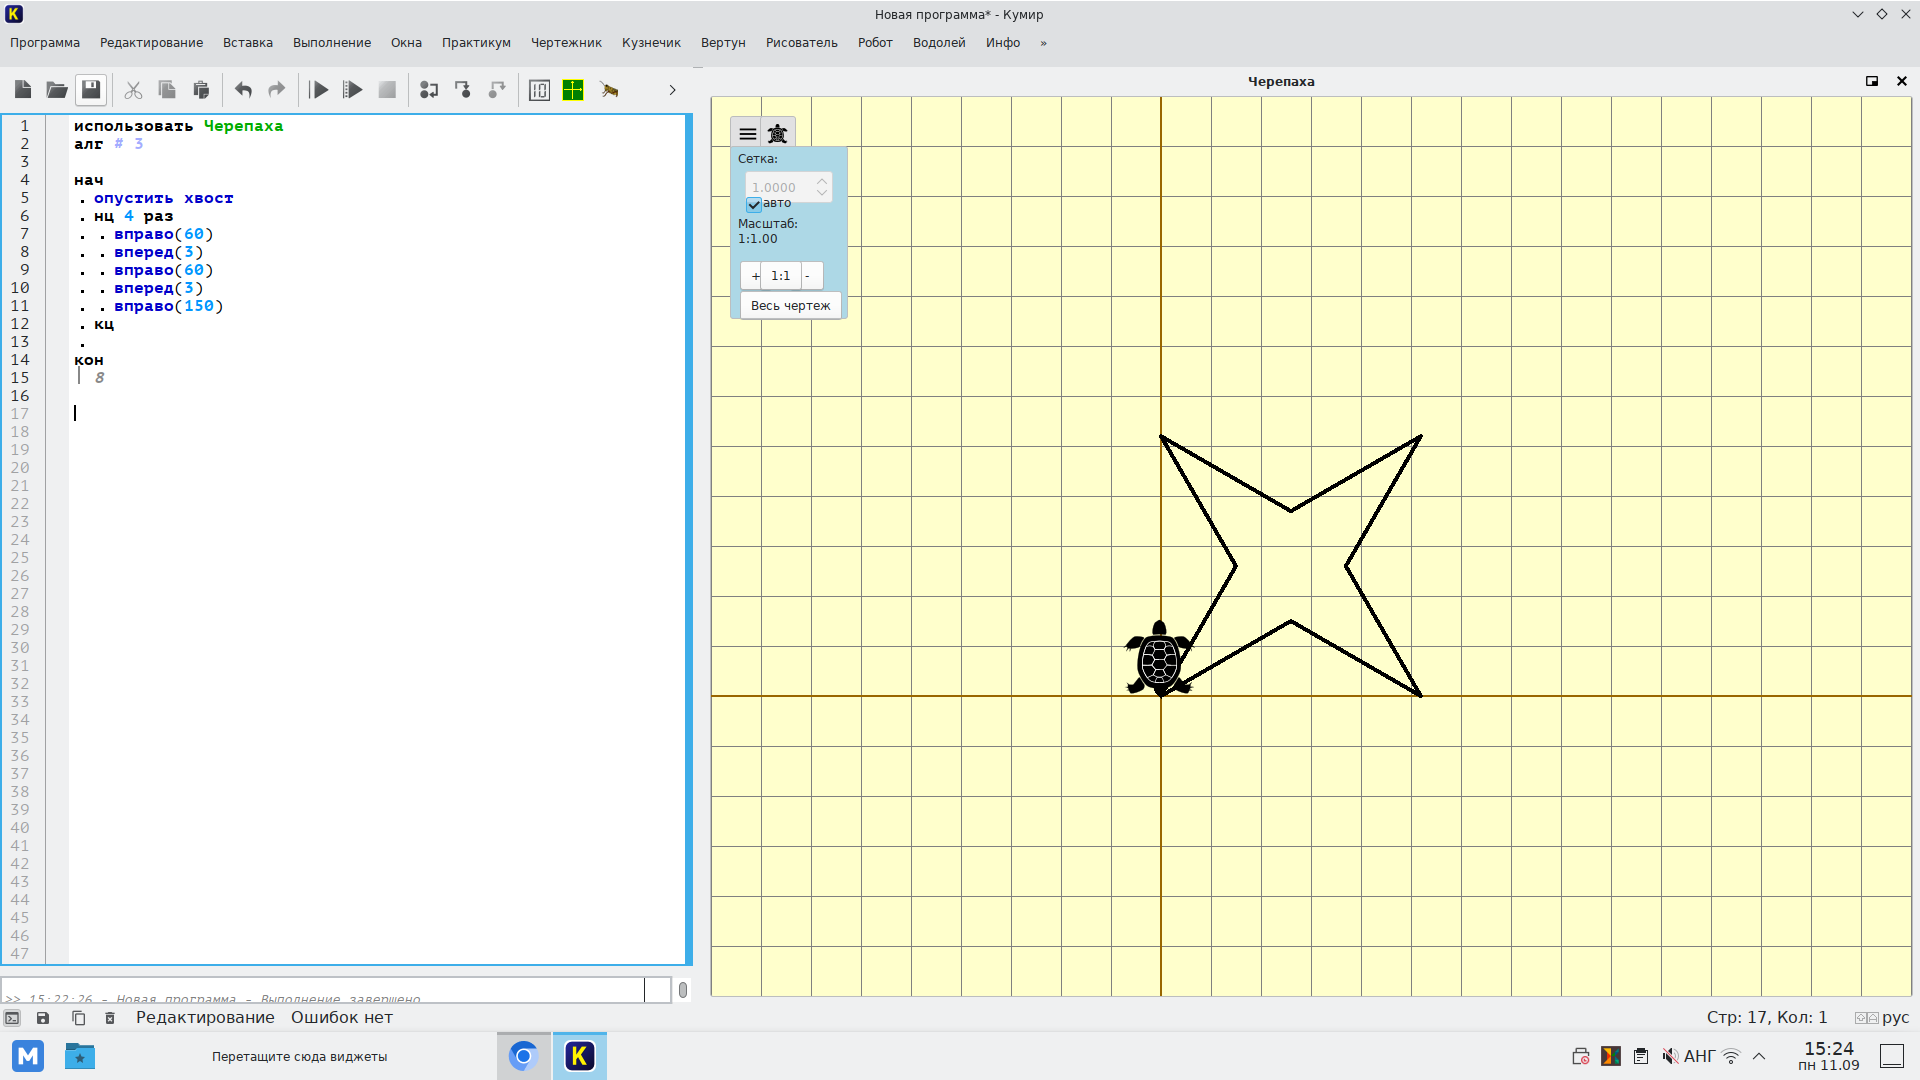 Новая программа* - Кумир
Программа Редактирование Вставка Выполнение Окна Практикум Чертежник Кузнечик Вертун Рисователь Робот Водолей Инфо »
Черепаха
1 использовать Черепаха
2 алг # 3
3
4 нач
5 . опустить хвост
6 . нц 4 раз
7 . . вправо(60)
8 . . вперед(3)
9 . . вправо(60)
10 . . вперед(3)
11 . . вправо(150)
12 . кц
13 .
14 кон
15 | 8
16
17
18
19
20
21
22
23
24
25
26
27
28
29
30
31
32
33
34
35
36
37
38
39
40
41
42
43
44
45
46
47
Сетка:
1.0000
авто
Масштаб:
1:1.00
+ 1:1 -
Весь чертеж
>> 15:22:26 - Новая программа - Выполнение завершено
Редактирование Ошибок нет
Стр: 17, Кол: 1 рус
Перетащите сюда виджеты
АНГ
15:24
пн 11.09